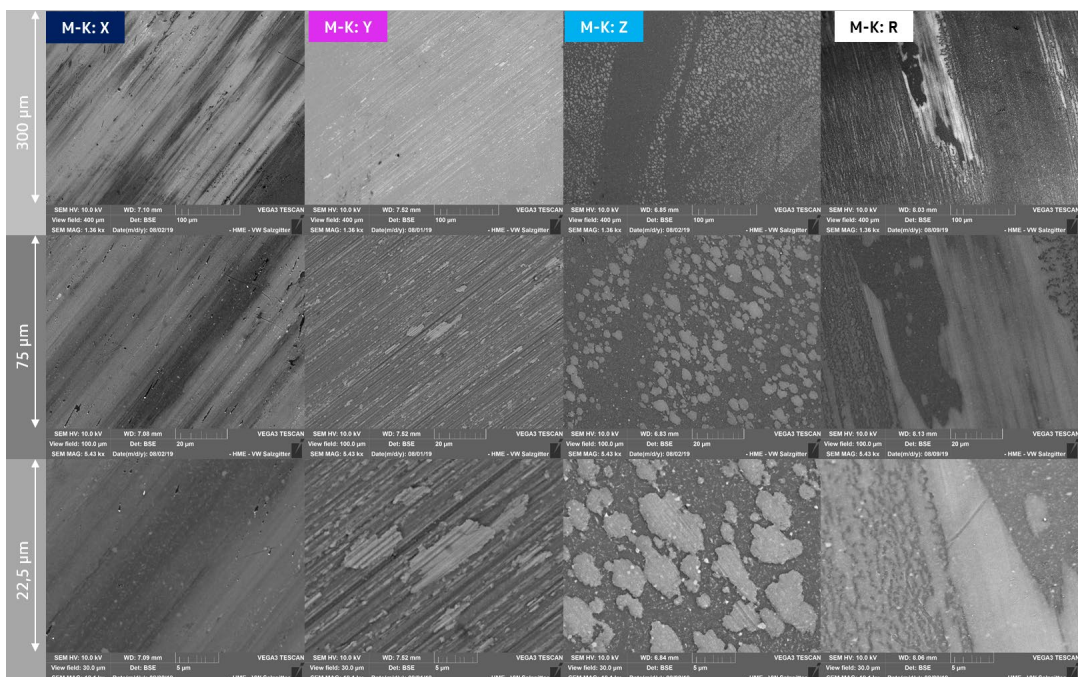 M-K: X
M-K: Y
M-K: Z
M-K: R
300 µm
SEM HV: 10.0 kV WD: 7.10 mm VEGA3 TESCAN
View field: 400 µm Det: BSE 100 µm
SEM MAG: 1.36 kx Date(m/d/y): 08/02/19 - HME - VW Salzgitter
SEM HV: 10.0 kV WD: 7.52 mm VEGA3 TESCAN
View field: 400 µm Det: BSE 100 µm
SEM MAG: 1.36 kx Date(m/d/y): 08/01/19 - HME - VW Salzgitter
SEM HV: 10.0 kV WD: 6.85 mm VEGA3 TESCAN
View field: 400 µm Det: BSE 100 µm
SEM MAG: 1.36 kx Date(m/d/y): 08/02/19 - HME - VW Salzgitter
SEM HV: 10.0 kV WD: 6.03 mm VEGA3 TESCAN
View field: 400 µm Det: BSE 100 µm
SEM MAG: 1.36 kx Date(m/d/y): 08/09/19 - HME - VW Salzgitter
75 µm
SEM HV: 10.0 kV WD: 7.08 mm VEGA3 TESCAN
View field: 100.0 µm Det: BSE 20 µm
SEM MAG: 5.43 kx Date(m/d/y): 08/02/19 - HME - VW Salzgitter
SEM HV: 10.0 kV WD: 7.52 mm VEGA3 TESCAN
View field: 100.0 µm Det: BSE 20 µm
SEM MAG: 5.43 kx Date(m/d/y): 08/01/19 - HME - VW Salzgitter
SEM HV: 10.0 kV WD: 6.83 mm VEGA3 TESCAN
View field: 100.0 µm Det: BSE 20 µm
SEM MAG: 5.43 kx Date(m/d/y): 08/02/19 - HME - VW Salzgitter
SEM HV: 10.0 kV WD: 6.13 mm VEGA3 TESCAN
View field: 100.0 µm Det: BSE 20 µm
SEM MAG: 5.43 kx Date(m/d/y): 08/09/19 - HME - VW Salzgitter
22,5 µm
SEM HV: 10.0 kV WD: 7.09 mm VEGA3 TESCAN
View field: 30.0 µm Det: BSE 5 µm
SEM HV: 10.0 kV WD: 7.52 mm VEGA3 TESCAN
View field: 30.0 µm Det: BSE 5 µm
SEM HV: 10.0 kV WD: 6.84 mm VEGA3 TESCAN
View field: 30.0 µm Det: BSE 5 µm
SEM HV: 10.0 kV WD: 6.06 mm VEGA3 TESCAN
View field: 30.0 µm Det: BSE 5 µm